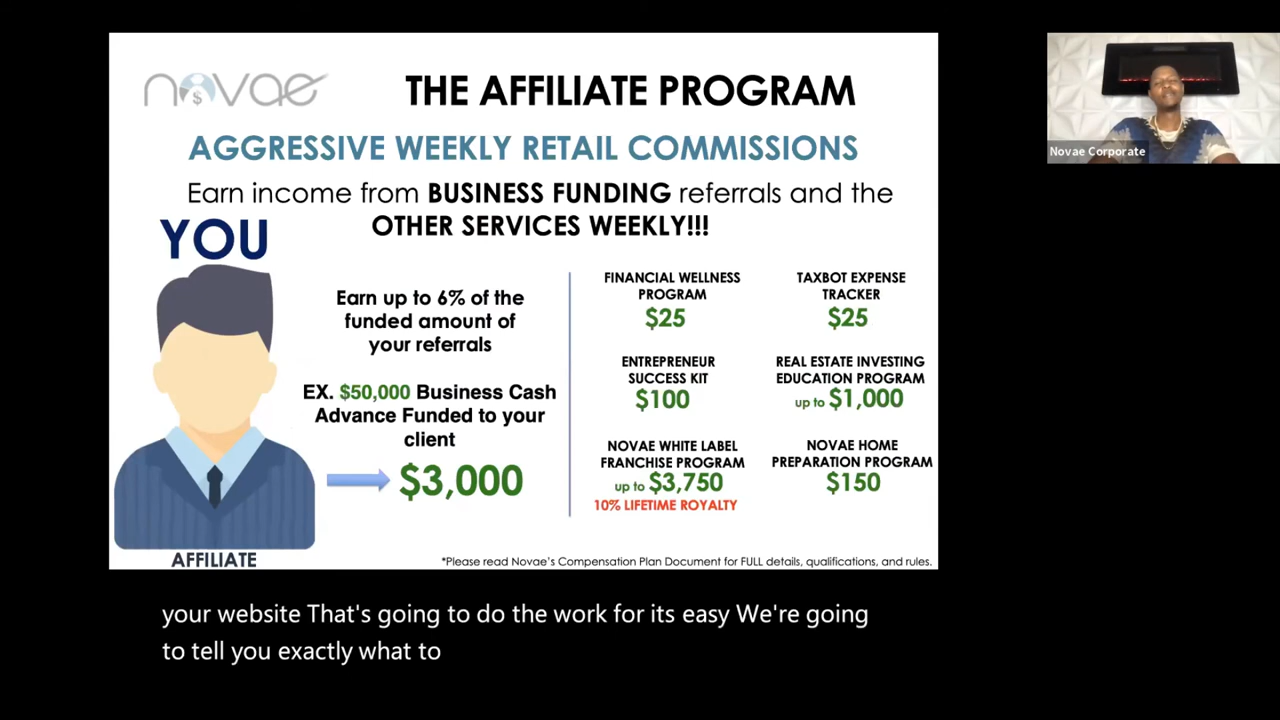 novae
$
THE AFFILIATE PROGRAM
AGGRESSIVE WEEKLY RETAIL COMMISSIONS
Earn income from BUSINESS FUNDING referrals and the
OTHER SERVICES WEEKLY!!!
YOU
Earn up to 6% of the
funded amount of
your referrals
EX. $50,000 Business Cash
Advance Funded to your
client
$3,000
AFFILIATE
FINANCIAL WELLNESS
PROGRAM
$25
TAXBOT EXPENSE
TRACKER
$25
ENTREPRENEUR
SUCCESS KIT
$100
REAL ESTATE INVESTING
EDUCATION PROGRAM
up to $1,000
NOVAE WHITE LABEL
FRANCHISE PROGRAM
up to $3,750
10% LIFETIME ROYALTY
NOVAE HOME
PREPARATION PROGRAM
$150
*Please read Novae's Compensation Plan Document for FULL details, qualifications, and rules.
Novae Corporate
your website That's going to do the work for its easy We're going
to tell you exactly what to